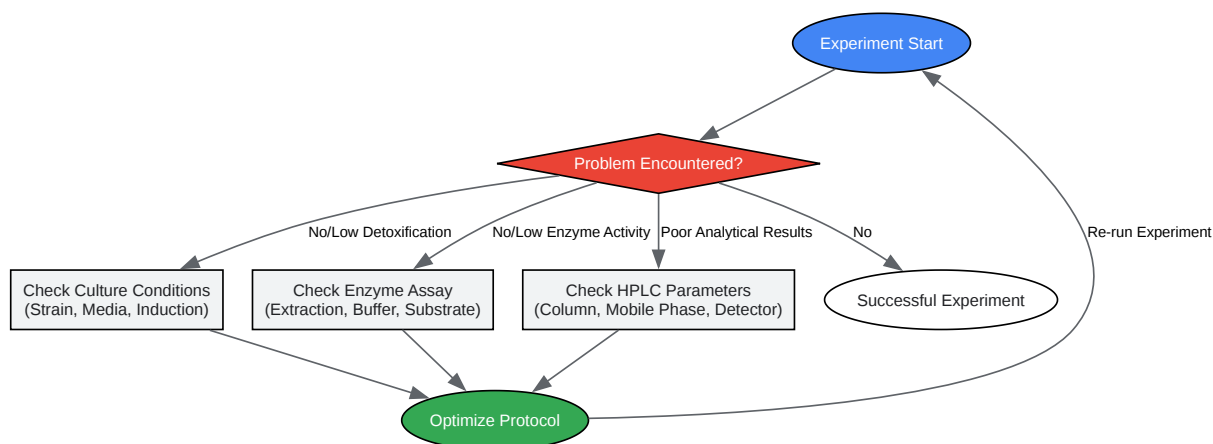 Experiment Start
Problem Encountered?
No/Low Detoxification
No/Low Enzyme Activity
Poor Analytical Results
No
Re-run Experiment
Check Culture Conditions
(Strain, Media, Induction)
Check Enzyme Assay
(Extraction, Buffer, Substrate)
Check HPLC Parameters
(Column, Mobile Phase, Detector)
Successful Experiment
Optimize Protocol